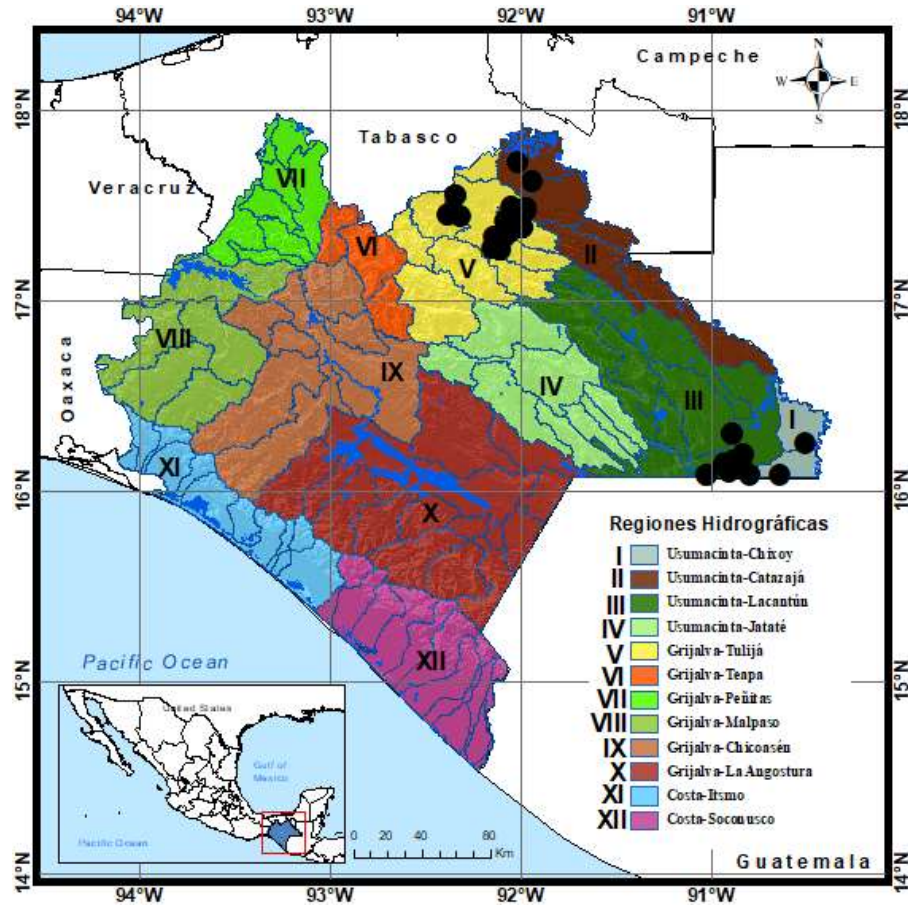 94°W 93°W 92°W 91°W
Campeche
N
W E
S
18°N 18°N
Tabasco
Veracruz
VII
VI
V
II
17°N 17°N
VIII
IX
IV
III
I
Oaxaca
XI
X
16°N 16°N
Regiones Hidrográficas
I Usumacinta-Chixoy
II Usumacinta-Catazajá
III Usumacinta-Lacantún
IV Usumacinta-Jataté
V Grijalva-Tulijá
VI Grijalva-Teapa
VII Grijalva-Peñitas
VIII Grijalva-Malpaso
IX Grijalva-Chicoasén
X Grijalva-La Angostura
XI Costa-Itsmo
XII Costa-Soconusco
XII
Pacific Ocean
15°N 15°N
United States
Gulf of
Mexico
Pacific Ocean
0 20 40 60 80
Km
Guatemala
14°N 14°N
94°W 93°W 92°W 91°W